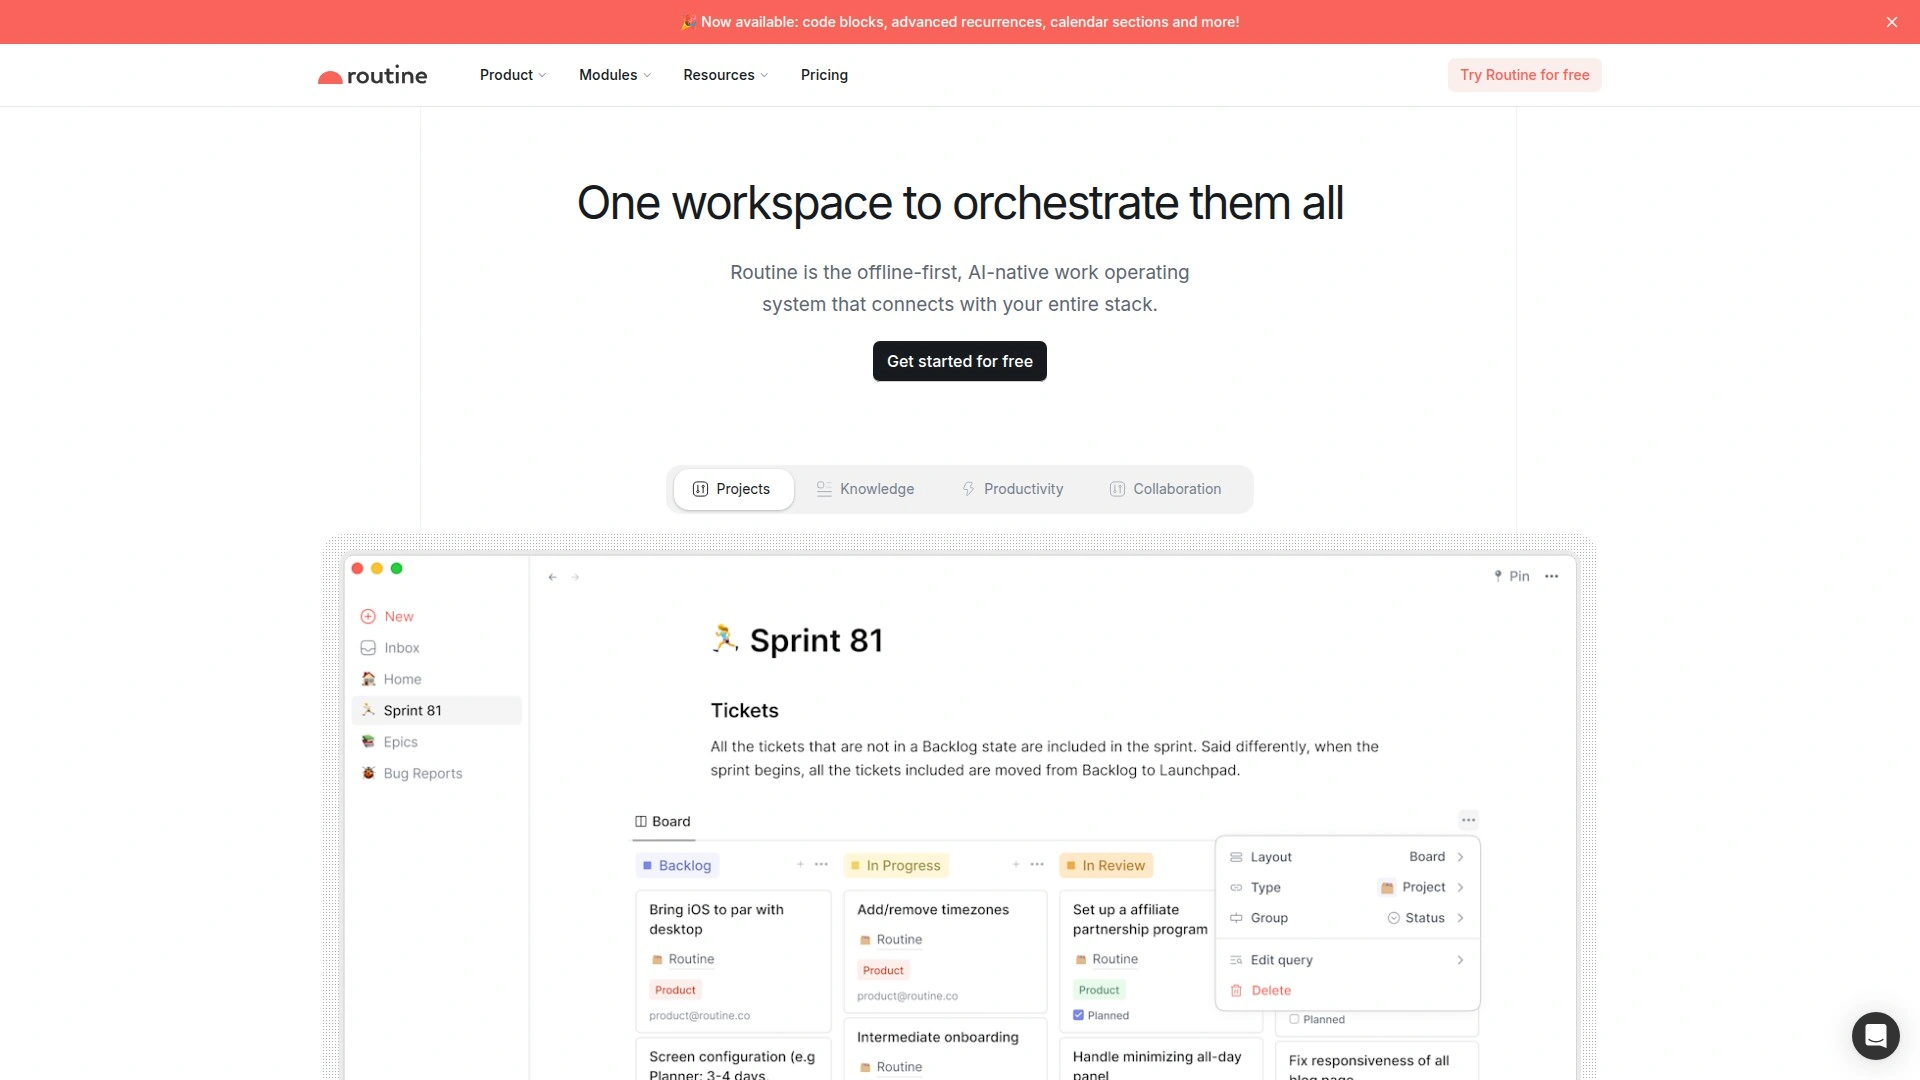 🎉 Now available: code blocks, advanced recurrences, calendar sections and more!
routine
Product
Modules
Resources
Pricing
Try Routine for free
One workspace to orchestrate them all
Routine is the offline-first, AI-native work operating
system that connects with your entire stack.
Get started for free
Projects
Knowledge
Productivity
Collaboration
Pin
New
Inbox
Home
Sprint 81
Epics
Bug Reports
Sprint 81
Tickets
All the tickets that are not in a Backlog state are included in the sprint. Said differently, when the
sprint begins, all the tickets included are moved from Backlog to Launchpad.
Board
Backlog
Bring iOS to par with
desktop
Routine
Product
product@routine.co
Screen configuration (e.g
Planner: 3-4 days,
In Progress
Add/remove timezones
Routine
Product
product@routine.co
Intermediate onboarding
Routine
In Review
Set up a affiliate
partnership program
Routine
Product
Planned
Handle minimizing all-day
panel
Layout Board
Type Project
Group Status
Edit query
Delete
Planned
Fix responsiveness of all
blog page